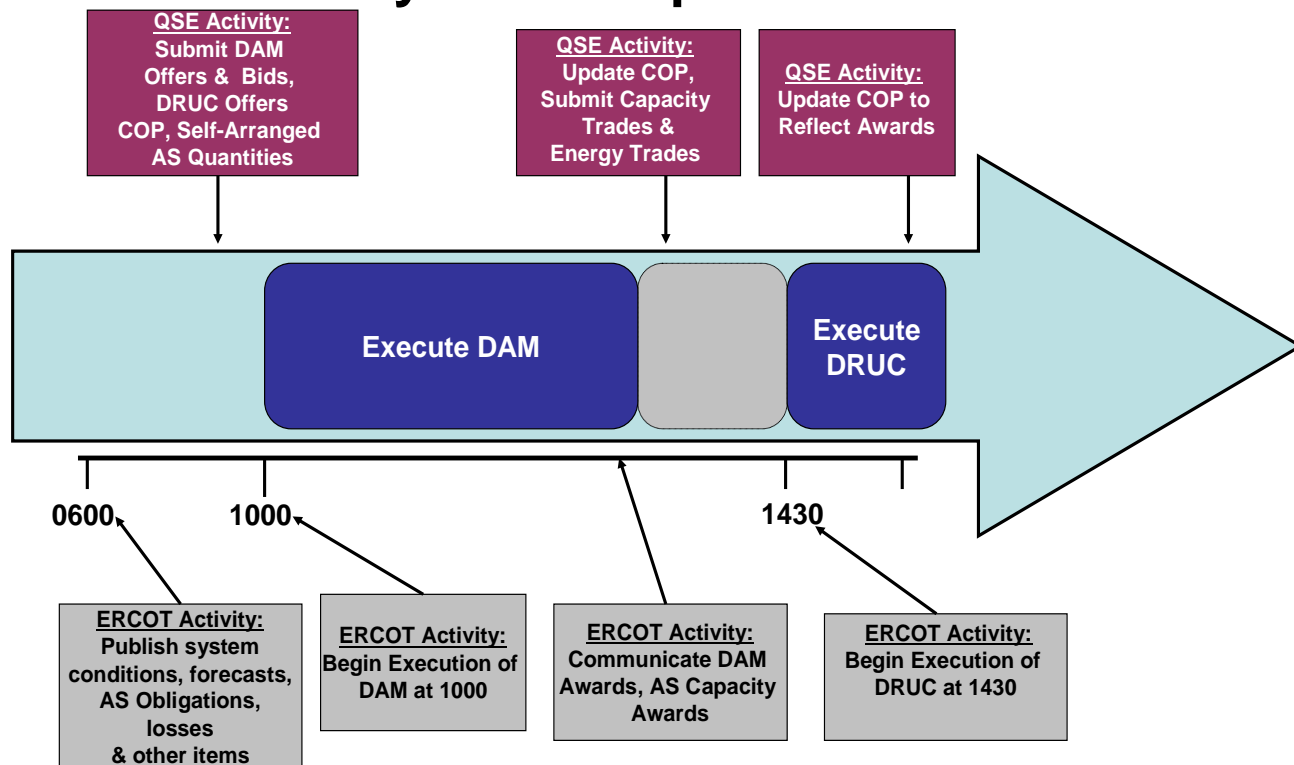 QSE Activity:
Submit DAM
Offers & Bids,
DRUC Offers
COP, Self-Arranged
AS Quantities
QSE Activity:
Update COP,
Submit Capacity
Trades &
Energy Trades
QSE Activity:
Update COP to
Reflect Awards
Execute DAM
Execute
DRUC
0600
1000
1430
ERCOT Activity:
Publish system
conditions, forecasts,
AS Obligations,
losses
& other items
ERCOT Activity:
Begin Execution of
DAM at 1000
ERCOT Activity:
Communicate DAM
Awards, AS Capacity
Awards
ERCOT Activity:
Begin Execution of
DRUC at 1430